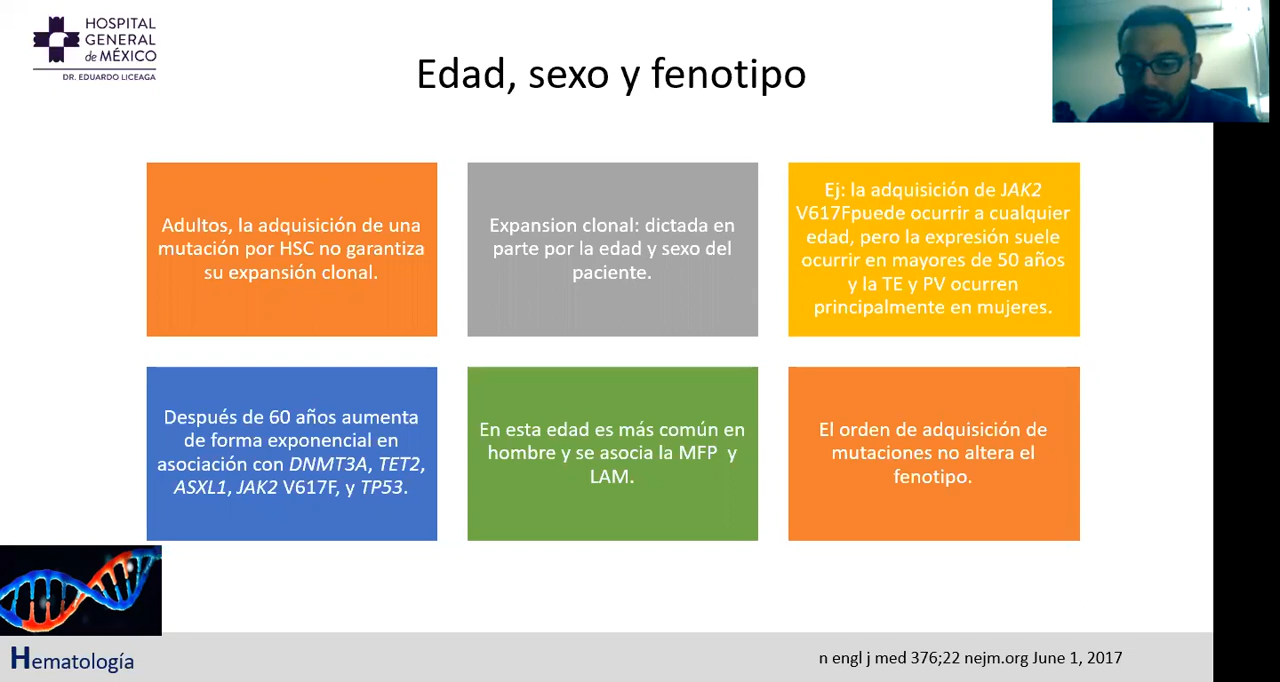 HOSPITAL
GENERAL
de MÉXICO
DR. EDUARDO LICEAGA
Edad, sexo y fenotipo
Adultos, la adquisición de una
mutación por HSC no garantiza
su expansión clonal.
Expansion clonal: dictada en
parte por la edad y sexo del
paciente.
Ej: la adquisición de JAK2
V617Fpuede ocurrir a cualquier
edad, pero la expresión suele
ocurrir en mayores de 50 años
y la TE y PV ocurren
principalmente en mujeres.
Después de 60 años aumenta
de forma exponencial en
asociación con DNMT3A, TET2,
ASXL1, JAK2 V617F, y TP53.
En esta edad es más común en
hombre y se asocia la MFP y
LAM.
El orden de adquisición de
mutaciones no altera el
fenotipo.
Hematología
n engl j med 376;22 nejm.org June 1, 2017